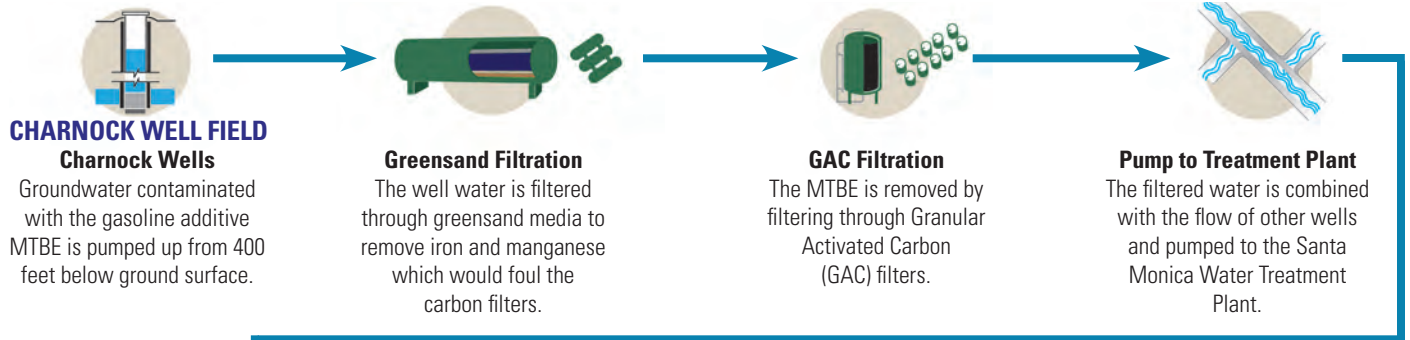 CHARNOCK WELL FIELD
Charnock Wells
Groundwater contaminated
with the gasoline additive
MTBE is pumped up from 400
feet below ground surface.
Greensand Filtration
The well water is filtered
through greensand media to
remove iron and manganese
which would foul the
carbon filters.
GAC Filtration
The MTBE is removed by
filtering through Granular
Activated Carbon
(GAC) filters.
Pump to Treatment Plant
The filtered water is combined
with the flow of other wells
and pumped to the Santa
Monica Water Treatment
Plant.